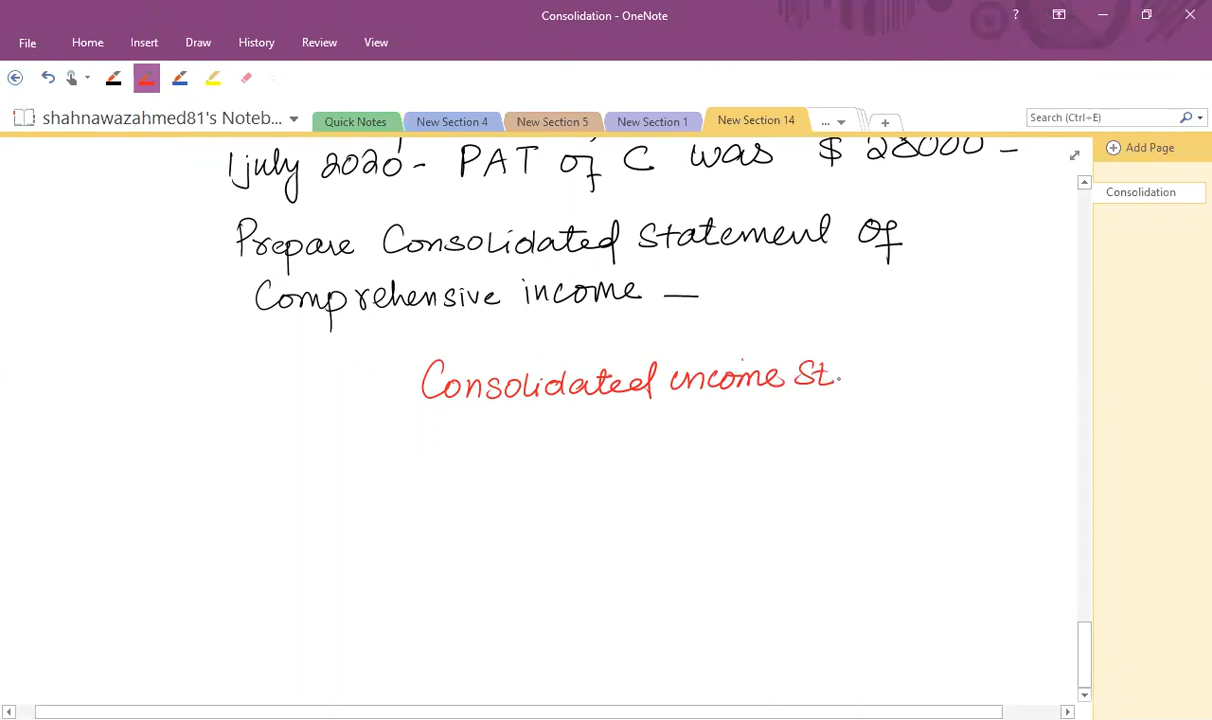 Consolidation - OneNote
?
File Home Insert Draw History Review View
shahnawazahmed81's Noteb... Quick Notes New Section 4 New Section 5 New Section 1 New Section 14 ... + Search (Ctrl+E)
Add Page
Consolidation
1 july 2020 - PAT of C was $ 28000 -
Prepare Consolidated Statement of
Comprehensive income —
Consolidated income St